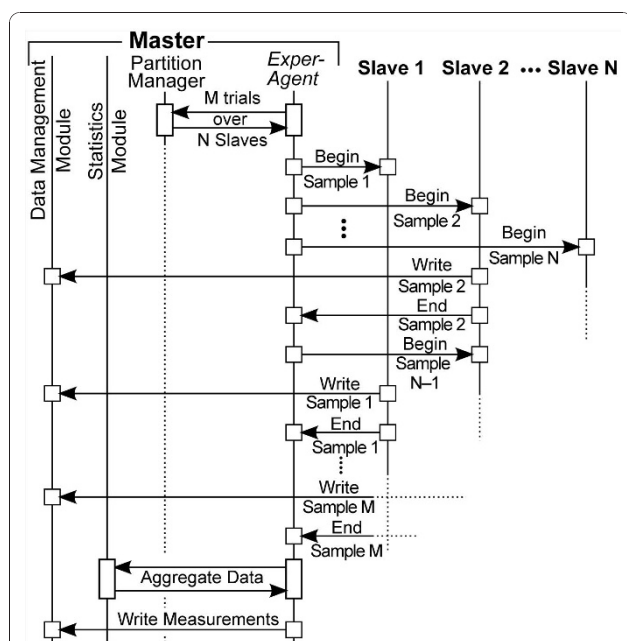 Master
Data Management
Module
Statistics
Module
Partition
Manager
Exper-
Agent
Slave 1
Slave 2
••• Slave N
M trials
over
N Slaves
Begin
Sample 1
Begin
Sample 2
Begin
Sample N
Write
Sample 2
End
Sample 2
Begin
Sample
N–1
Write
Sample 1
End
Sample 1
Write
Sample M
End
Sample M
Aggregate Data
Write Measurements